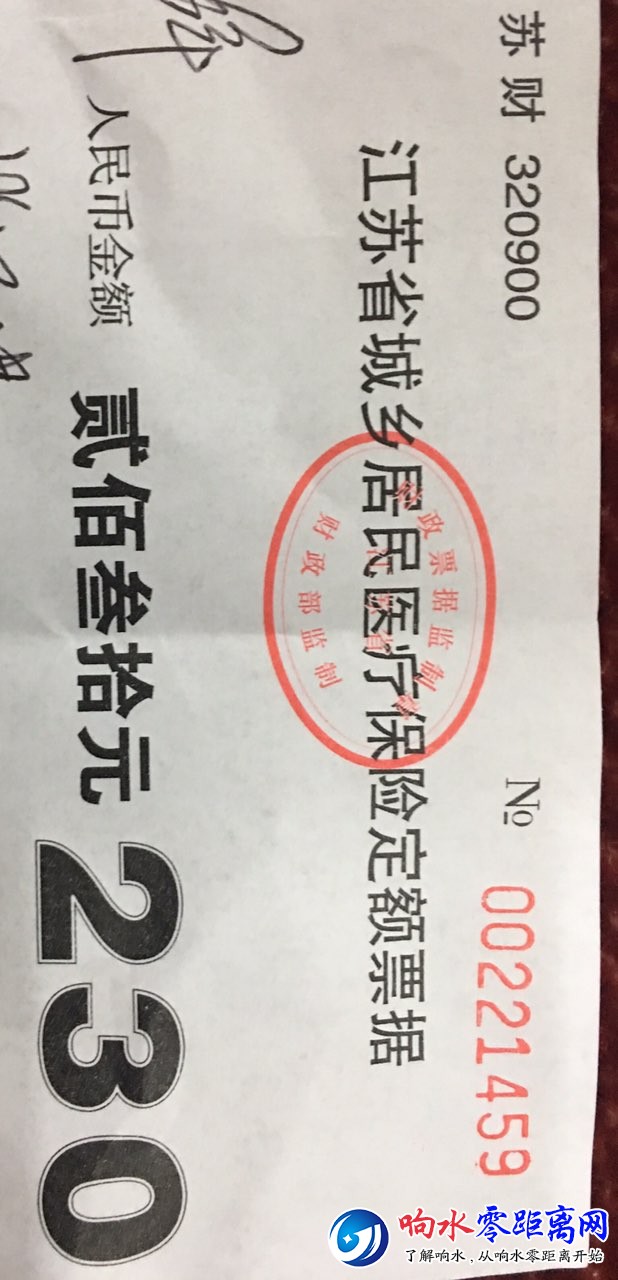 苏财 320900
№ 00221459
江苏省城乡居民医疗保险定额票据
财政票据监制章
江苏省
财政部监制
人民币金额 贰佰叁拾元 230
响水零距离网
了解响水，从响水零距离开始